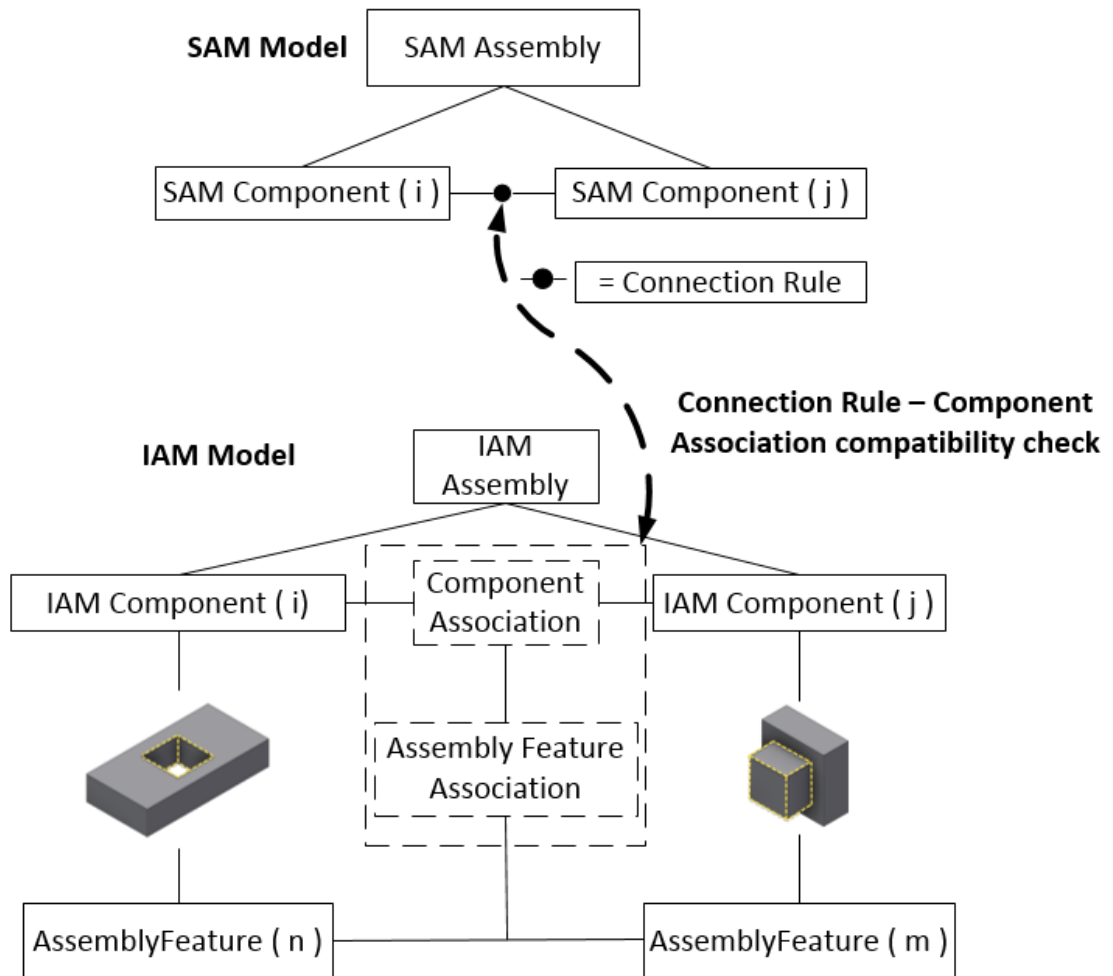 SAM Model
SAM Assembly
SAM Component ( i )
SAM Component ( j )
= Connection Rule
Connection Rule – Component
Association compatibility check
IAM Model
IAM
Assembly
IAM Component ( i)
Component
Association
IAM Component ( j )
Assembly Feature
Association
AssemblyFeature ( n )
AssemblyFeature ( m )